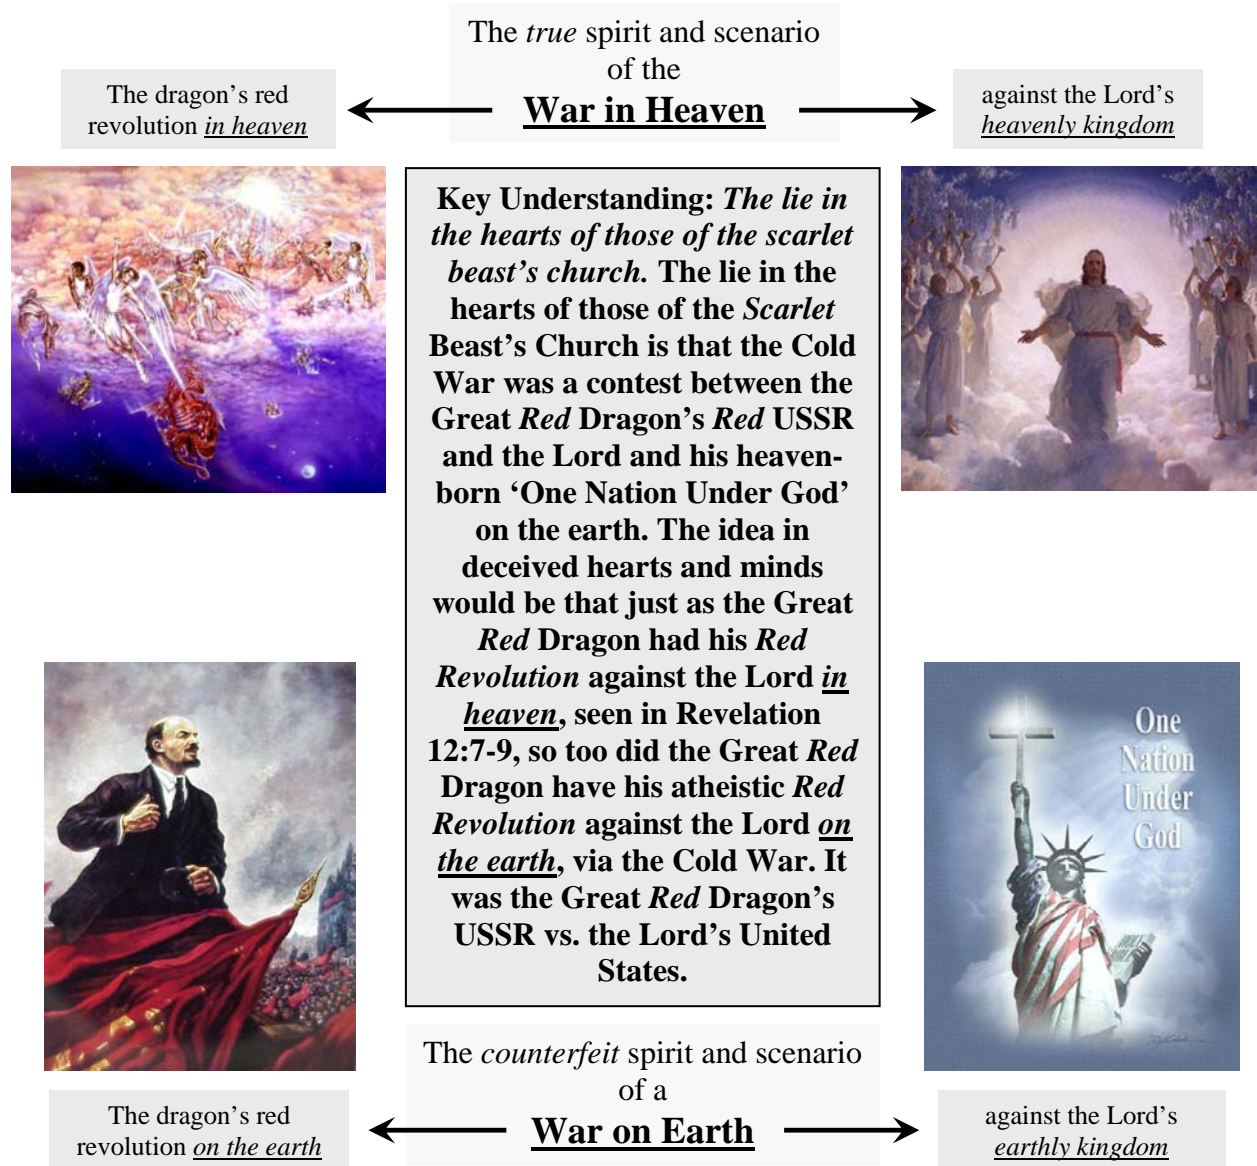 The true spirit and scenario
of the
War in Heaven
The dragon’s red
revolution in heaven
against the Lord’s
heavenly kingdom
Key Understanding: The lie in
the hearts of those of the scarlet
beast’s church. The lie in the
hearts of those of the Scarlet
Beast’s Church is that the Cold
War was a contest between the
Great Red Dragon’s Red USSR
and the Lord and his heaven-
born ‘One Nation Under God’
on the earth. The idea in
deceived hearts and minds
would be that just as the Great
Red Dragon had his Red
Revolution against the Lord in
heaven, seen in Revelation
12:7-9, so too did the Great Red
Dragon have his atheistic Red
Revolution against the Lord on
the earth, via the Cold War. It
was the Great Red Dragon’s
USSR vs. the Lord’s United
States.
One
Nation
Under
God
The counterfeit spirit and scenario
of a
War on Earth
The dragon’s red
revolution on the earth
against the Lord’s
earthly kingdom